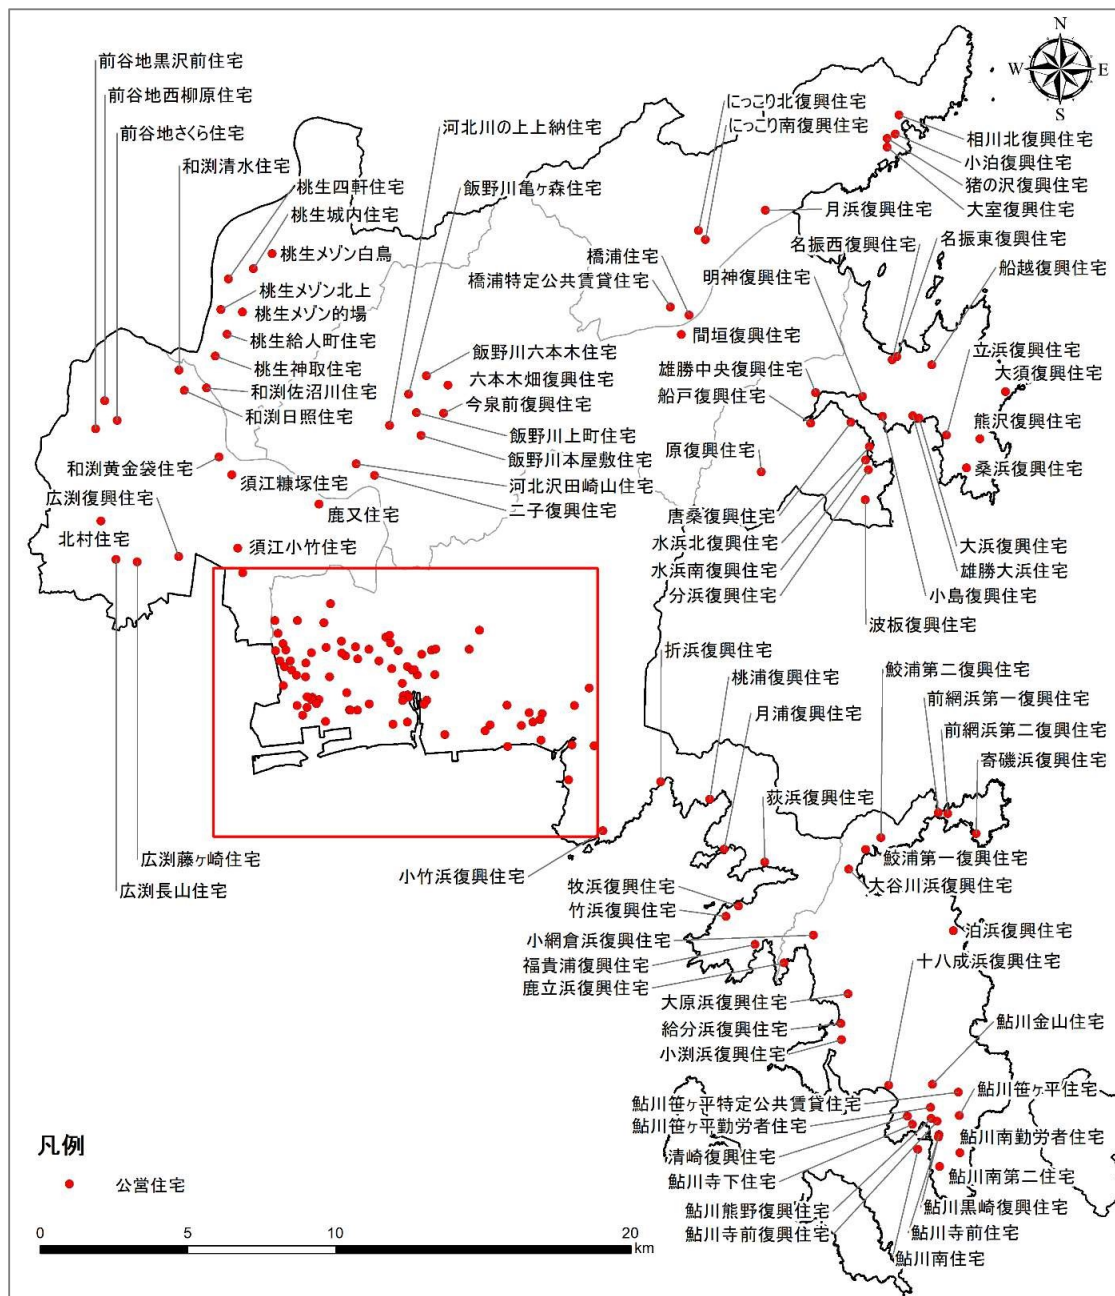 N
W
E
S
前谷地黒沢前住宅
前谷地西柳原住宅
前谷地さくら住宅
和渕清水住宅
桃生四軒住宅
桃生城内住宅
桃生メゾン白鳥
桃生メゾン北上
桃生メゾン的場
桃生給人町住宅
桃生神取住宅
和渕佐沼川住宅
和渕日照住宅
和渕黄金袋住宅
須江糠塚住宅
広渕復興住宅
北村住宅
鹿又住宅
須江小竹住宅
広渕藤ヶ崎住宅
広渕長山住宅
河北川の上上納住宅
飯野川亀ヶ森住宅
飯野川六本木住宅
六本木畑復興住宅
今泉前復興住宅
飯野川上町住宅
飯野川本屋敷住宅
河北沢田崎山住宅
二子復興住宅
にっこり北復興住宅
にっこり南復興住宅
相川北復興住宅
小泊復興住宅
猪の沢復興住宅
大室復興住宅
月浜復興住宅
橋浦住宅
橋浦特定公共賃貸住宅
間垣復興住宅
名振西復興住宅
名振東復興住宅
明神復興住宅
船越復興住宅
立浜復興住宅
大須復興住宅
雄勝中央復興住宅
船戸復興住宅
熊沢復興住宅
桑浜復興住宅
原復興住宅
唐桑復興住宅
水浜北復興住宅
水浜南復興住宅
分浜復興住宅
大浜復興住宅
雄勝大浜住宅
小島復興住宅
波板復興住宅
折浜復興住宅
桃浦復興住宅
月浦復興住宅
鮫浦第二復興住宅
前網浜第一復興住宅
前網浜第二復興住宅
寄磯浜復興住宅
荻浜復興住宅
小竹浜復興住宅
鮫浦第一復興住宅
大谷川浜復興住宅
牧浜復興住宅
竹浜復興住宅
小網倉浜復興住宅
福貴浦復興住宅
鹿立浜復興住宅
泊浜復興住宅
十八成浜復興住宅
大原浜復興住宅
給分浜復興住宅
小渕浜復興住宅
鮎川金山住宅
鮎川笹ヶ平特定公共賃貸住宅
鮎川笹ヶ平住宅
鮎川笹ヶ平勤労者住宅
鮎川南勤労者住宅
清崎復興住宅
鮎川寺下住宅
鮎川南第二住宅
鮎川熊野復興住宅
鮎川黒崎復興住宅
鮎川寺前復興住宅
鮎川寺前住宅
鮎川南住宅
凡例
公営住宅
0 5 10 20
km